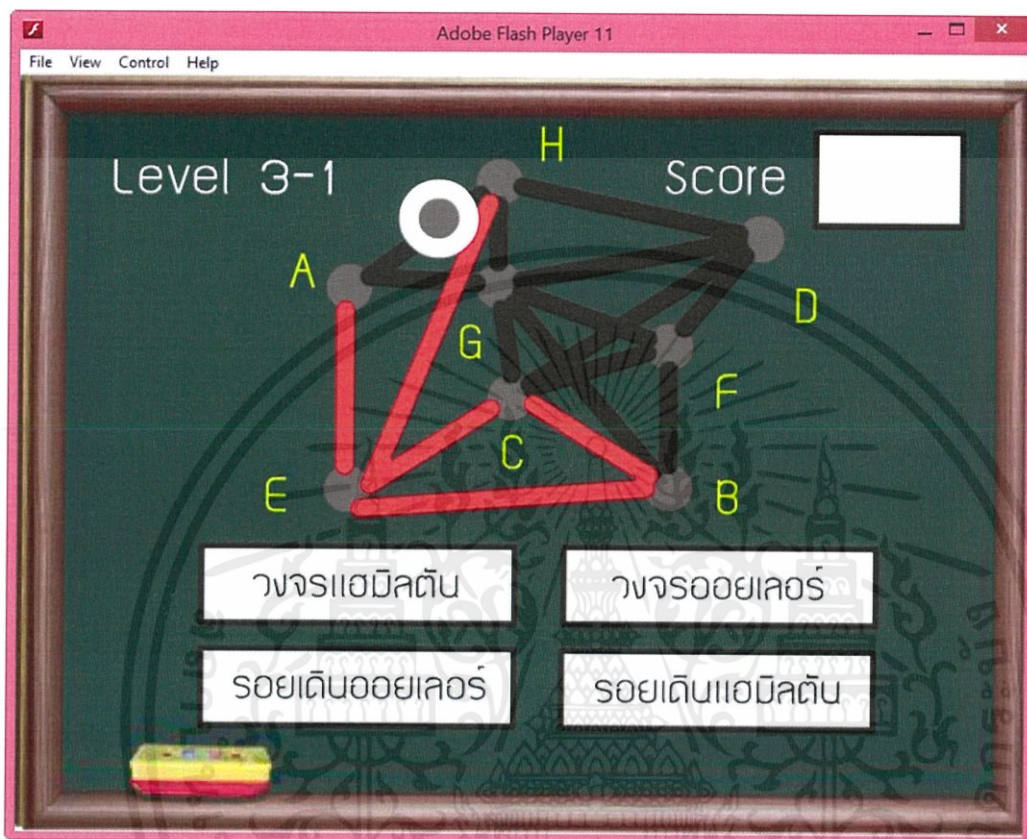 Adobe Flash Player 11
File View Control Help
Level 3-1
Score
H
A
D
G
F
C
E
B
วงจรแฮมิลตัน
วงจรออยเลอร์
รอยเดินออยเลอร์
รอยเดินแฮมิลตัน